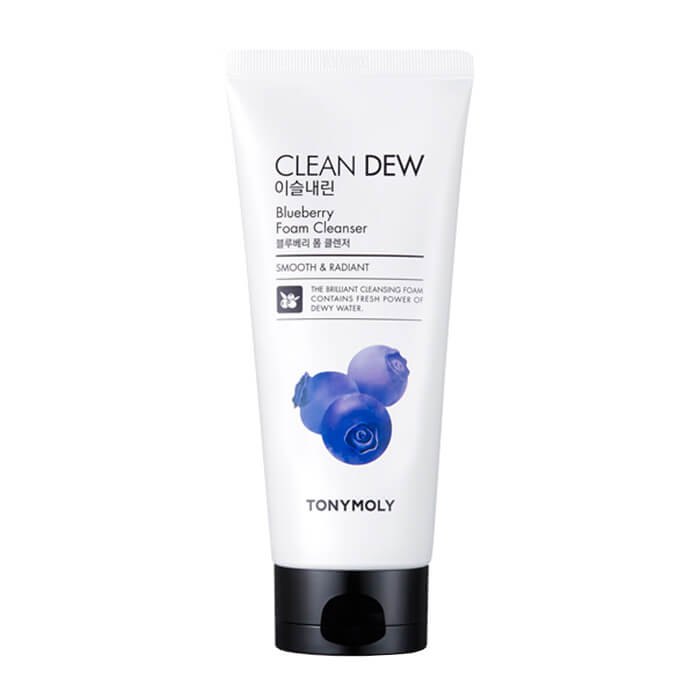 CLEAN DEW
이슬내린
Blueberry
Foam Cleanser
블루베리 폼 클렌저
SMOOTH & RADIANT
THE BRILLIANT CLEANSING FOAM
CONTAINS FRESH POWER OF
DEWY WATER.
TONYMOLY